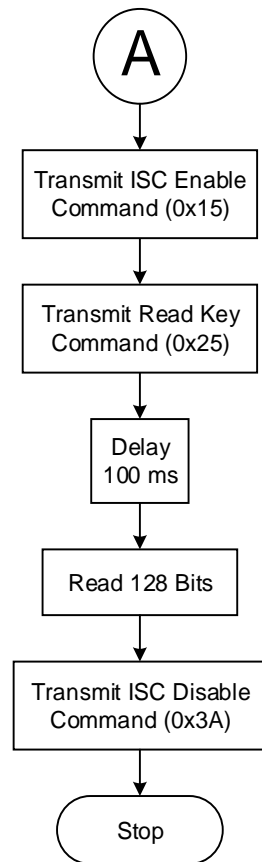 A
Transmit ISC Enable
Command (0x15)
Transmit Read Key
Command (0x25)
Delay
100 ms
Read 128 Bits
Transmit ISC Disable
Command (0x3A)
Stop